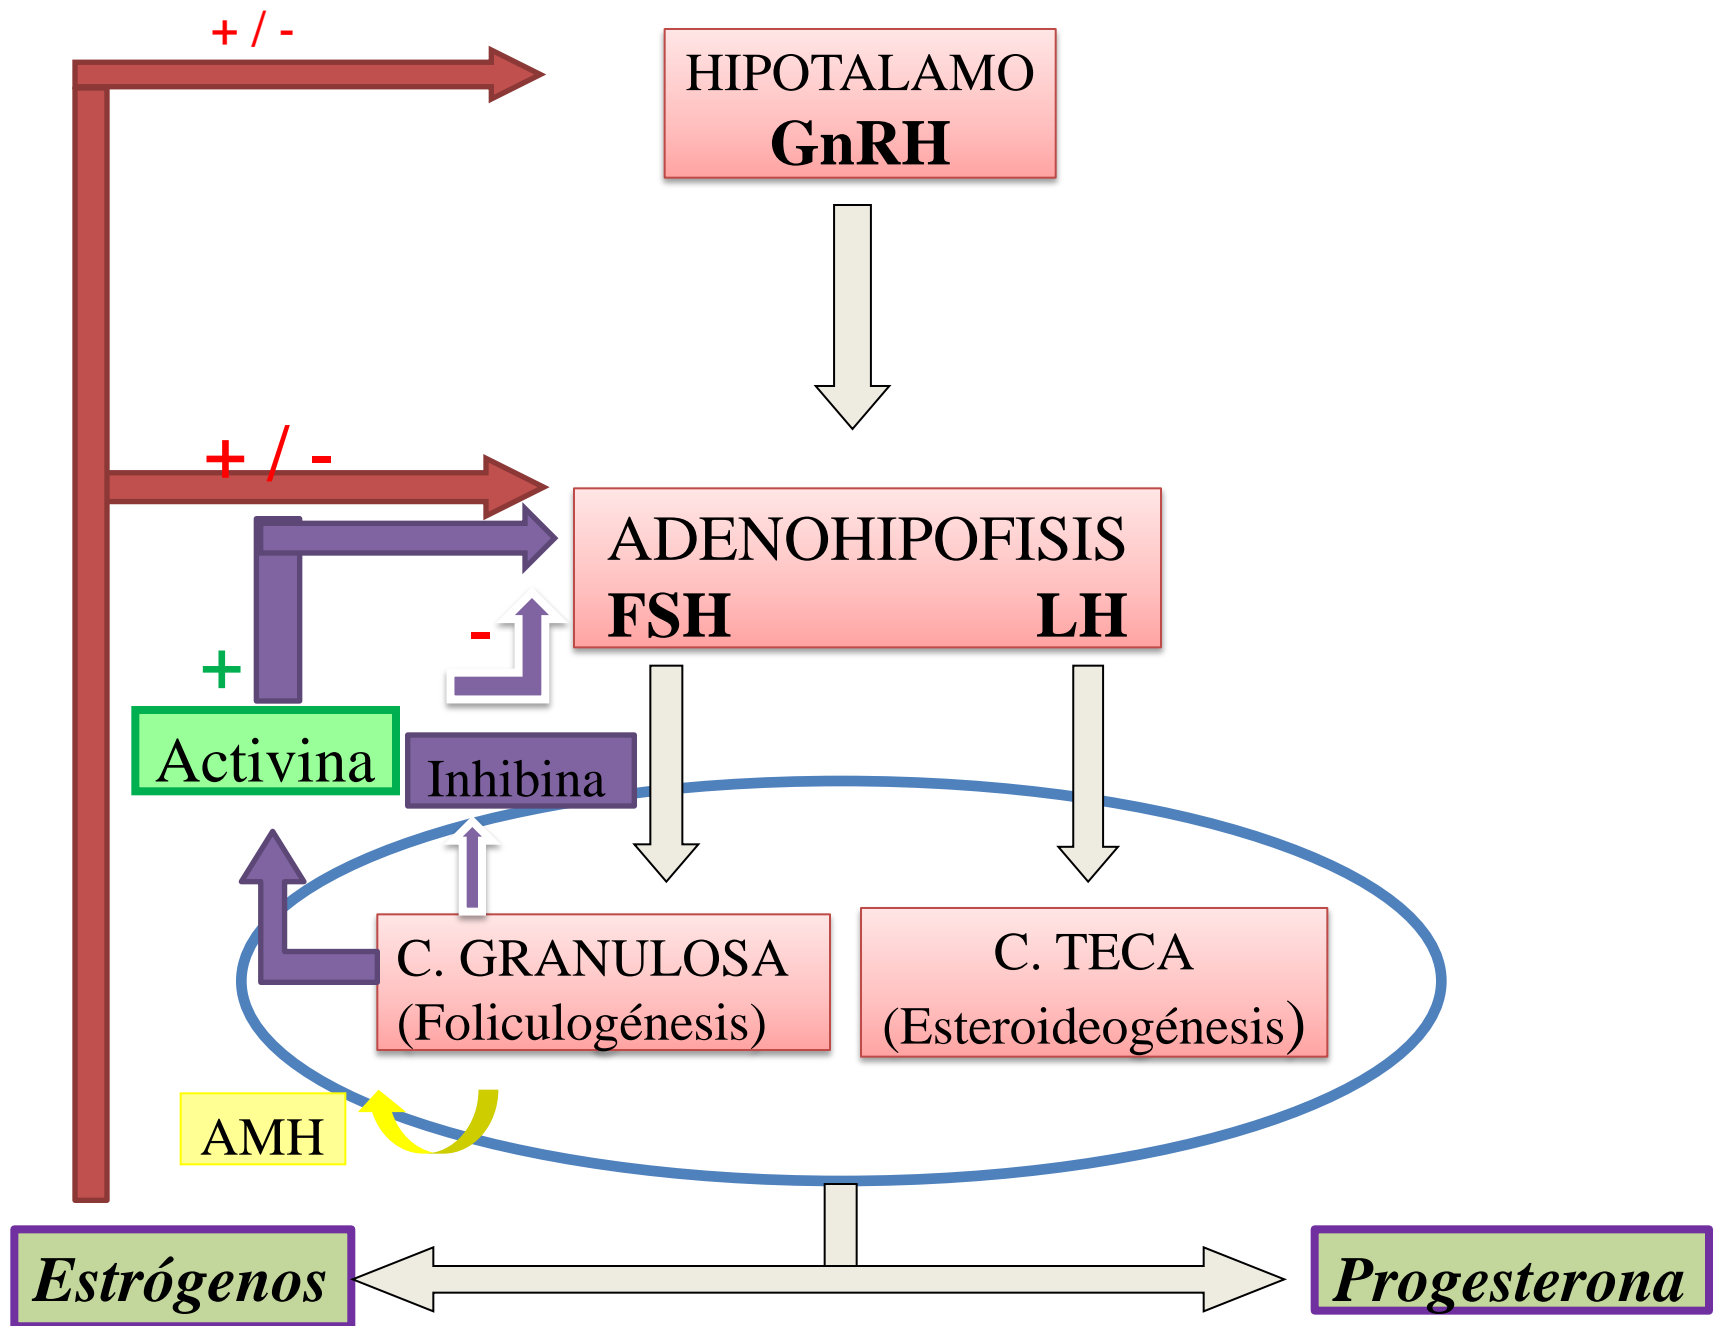 + / -
HIPOTALAMO
GnRH
+ / -
ADENOHIPOFISIS
FSH LH
-
+
Activina
Inhibina
C. GRANULOSA
(Foliculogénesis)
C. TECA
(Esteroideogénesis)
AMH
Estrógenos
Progesterona